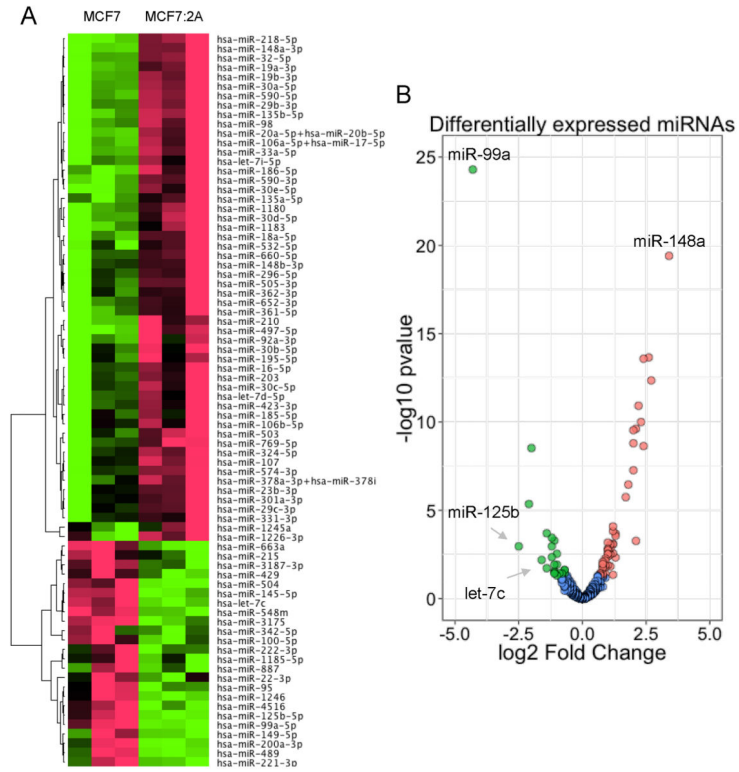 A
MCF7 MCF7:2A
hsa-miR-218-5p
hsa-miR-148a-3p
hsa-miR-32-5p
hsa-miR-19a-3p
hsa-miR-19b-3p
hsa-miR-30a-5p
hsa-miR-590-5p
hsa-miR-29b-3p
hsa-miR-135b-5p
hsa-miR-98
hsa-miR-20a-5p+hsa-miR-20b-5p
hsa-miR-106a-5p+hsa-miR-17-5p
hsa-miR-33a-5p
hsa-let-7i-5p
hsa-miR-186-5p
hsa-miR-590-3p
hsa-miR-30e-5p
hsa-miR-135a-5p
hsa-miR-1180
hsa-miR-30d-5p
hsa-miR-1183
hsa-miR-18a-5p
hsa-miR-532-5p
hsa-miR-660-5p
hsa-miR-148b-3p
hsa-miR-296-5p
hsa-miR-505-3p
hsa-miR-362-3p
hsa-miR-652-3p
hsa-miR-361-5p
hsa-miR-210
hsa-miR-497-5p
hsa-miR-92a-3p
hsa-miR-30b-5p
hsa-miR-195-5p
hsa-miR-16-5p
hsa-miR-203
hsa-miR-30c-5p
hsa-let-7d-5p
hsa-miR-423-3p
hsa-miR-185-5p
hsa-miR-106b-5p
hsa-miR-503
hsa-miR-769-5p
hsa-miR-324-5p
hsa-miR-107
hsa-miR-574-3p
hsa-miR-378a-3p+hsa-miR-378i
hsa-miR-23b-3p
hsa-miR-301a-3p
hsa-miR-29c-3p
hsa-miR-331-3p
hsa-miR-1245a
hsa-miR-1226-3p
hsa-miR-663a
hsa-miR-215
hsa-miR-3187-3p
hsa-miR-429
hsa-miR-504
hsa-miR-145-5p
hsa-let-7c
hsa-miR-548m
hsa-miR-3175
hsa-miR-342-5p
hsa-miR-100-5p
hsa-miR-222-3p
hsa-miR-1185-5p
hsa-miR-887
hsa-miR-22-3p
hsa-miR-95
hsa-miR-1246
hsa-miR-4516
hsa-miR-125b-5p
hsa-miR-99a-5p
hsa-miR-149-5p
hsa-miR-200a-3p
hsa-miR-489
hsa-miR-221-3p
B
Differentially expressed miRNAs
miR-99a
miR-148a
miR-125b
let-7c
-log10 pvalue
25
20
15
10
5
0
-5.0 -2.5 0.0 2.5 5.0
log2 Fold Change